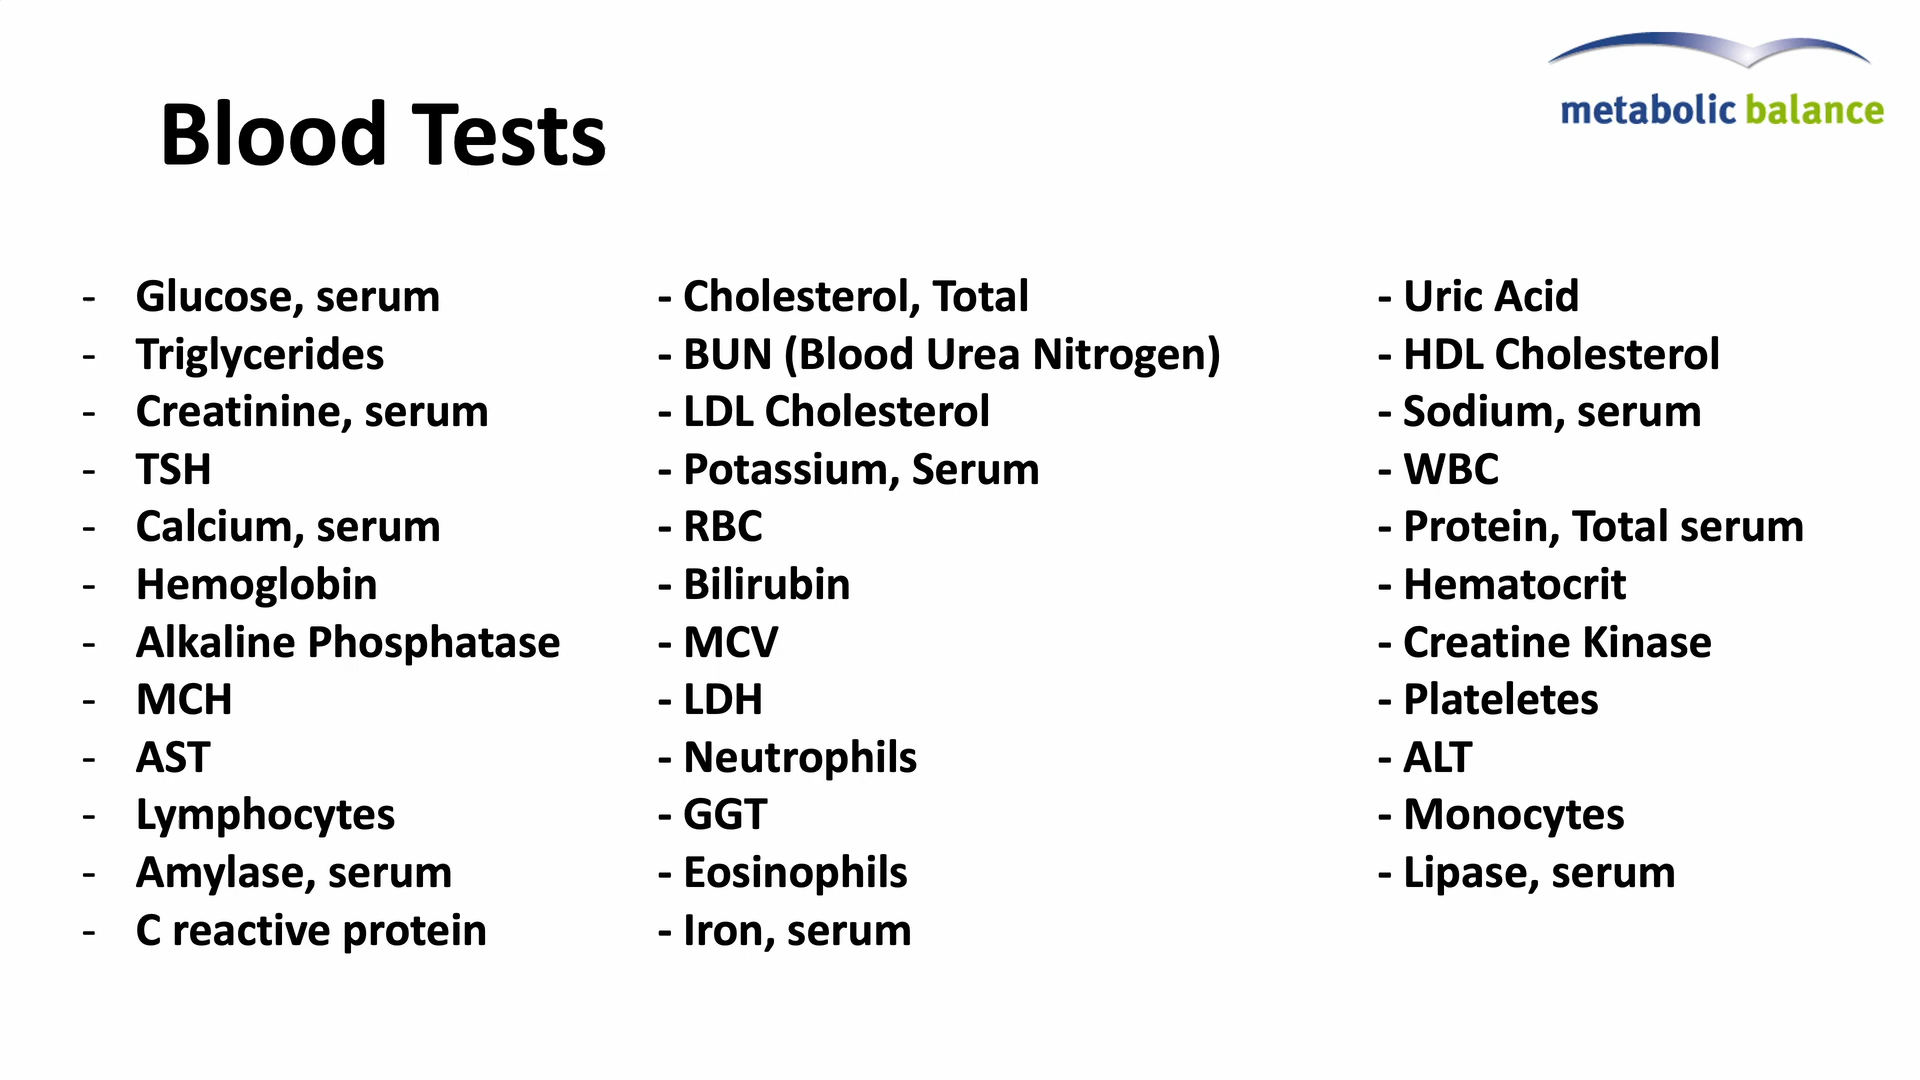 metabolic balance
Blood Tests
- Glucose, serum
- Triglycerides
- Creatinine, serum
- TSH
- Calcium, serum
- Hemoglobin
- Alkaline Phosphatase
- MCH
- AST
- Lymphocytes
- Amylase, serum
- C reactive protein
- Cholesterol, Total
- BUN (Blood Urea Nitrogen)
- LDL Cholesterol
- Potassium, Serum
- RBC
- Bilirubin
- MCV
- LDH
- Neutrophils
- GGT
- Eosinophils
- Iron, serum
- Uric Acid
- HDL Cholesterol
- Sodium, serum
- WBC
- Protein, Total serum
- Hematocrit
- Creatine Kinase
- Plateletes
- ALT
- Monocytes
- Lipase, serum